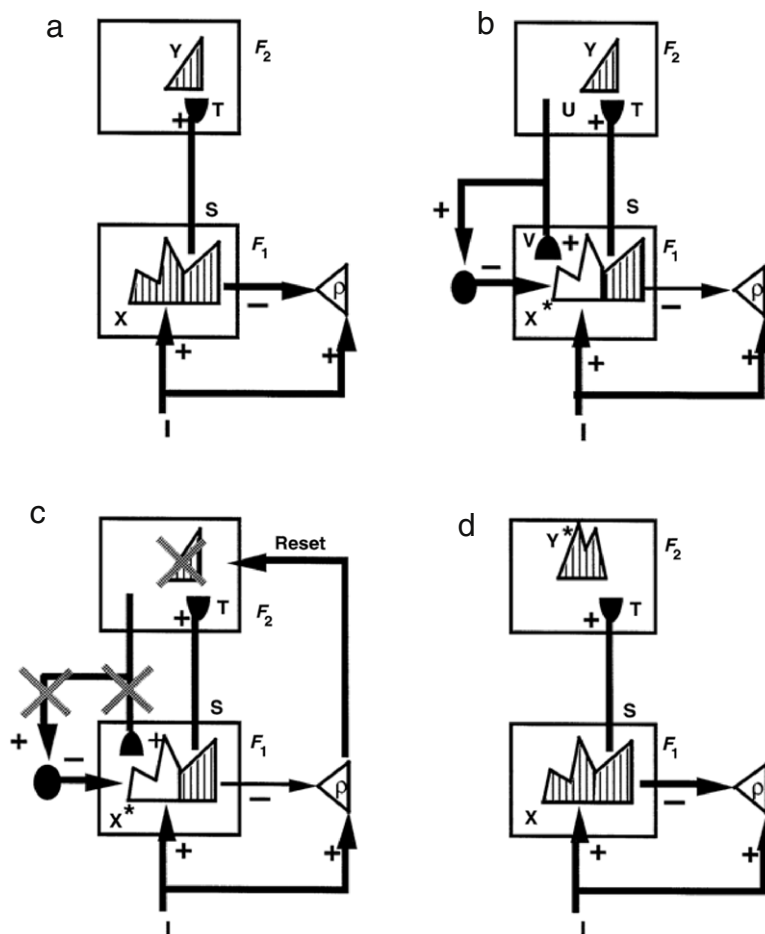 a
Y
F2
+
T
S
F1
X
−
ρ
+
+
I
b
Y
F2
U
+
T
+
S
V
+
F1
−
X*
−
ρ
+
+
I
c
Reset
+
T
F2
S
+
+
F1
−
X*
−
ρ
+
+
I
d
Y*
F2
+
T
S
F1
X
−
ρ
+
+
I